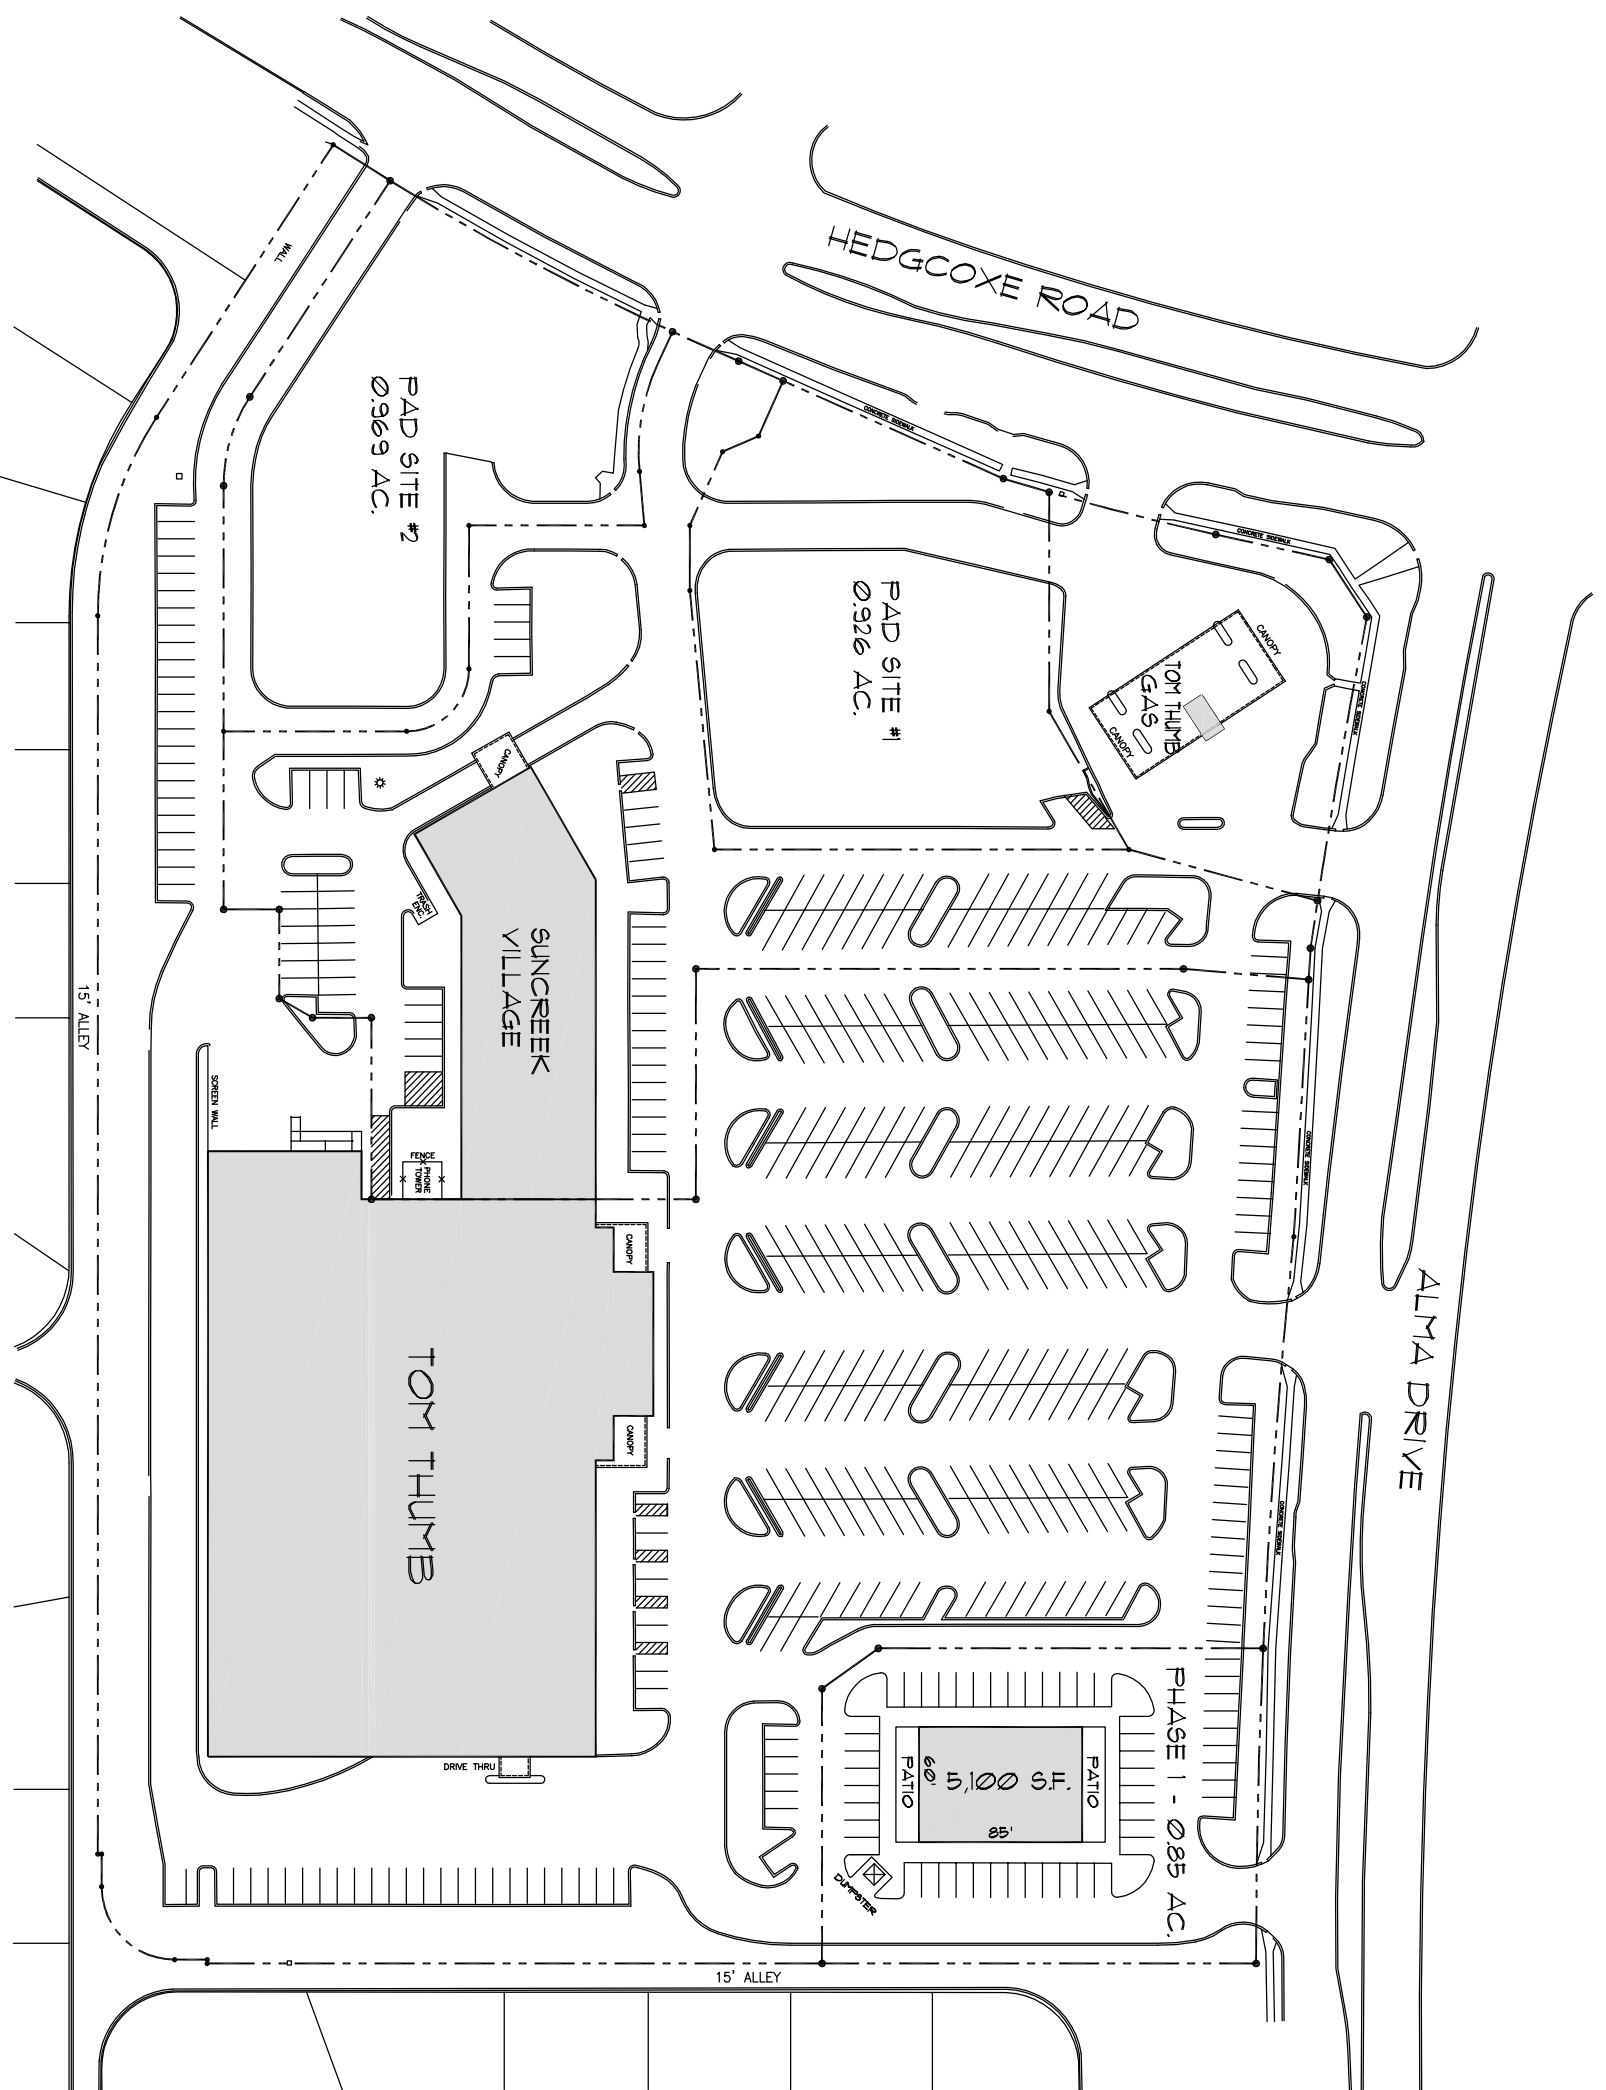 HEDGCOXE ROAD
WALL
PAD SITE #2
0.969 AC.
CONCRETE SIDEWALK
P
CONCRETE SIDEWALK
PAD SITE #1
0.926 AC.
CANOPY
TOM THUMB
GAS
CANOPY
CONCRETE SIDEWALK
CANOPY
TRASH
ENC.
SUNCREEK
VILLAGE
15' ALLEY
SCREEN WALL
FENCE
PHONE
TOWER
CONCRETE SIDEWALK
CANOPY
ALMA DRIVE
TOM THUMB
CANOPY
CONCRETE SIDEWALK
PHASE 1 - 0.85 AC.
DRIVE THRU
PATIO
60'
5,100 S.F.
PATIO
85'
DUMPSTER
15' ALLEY